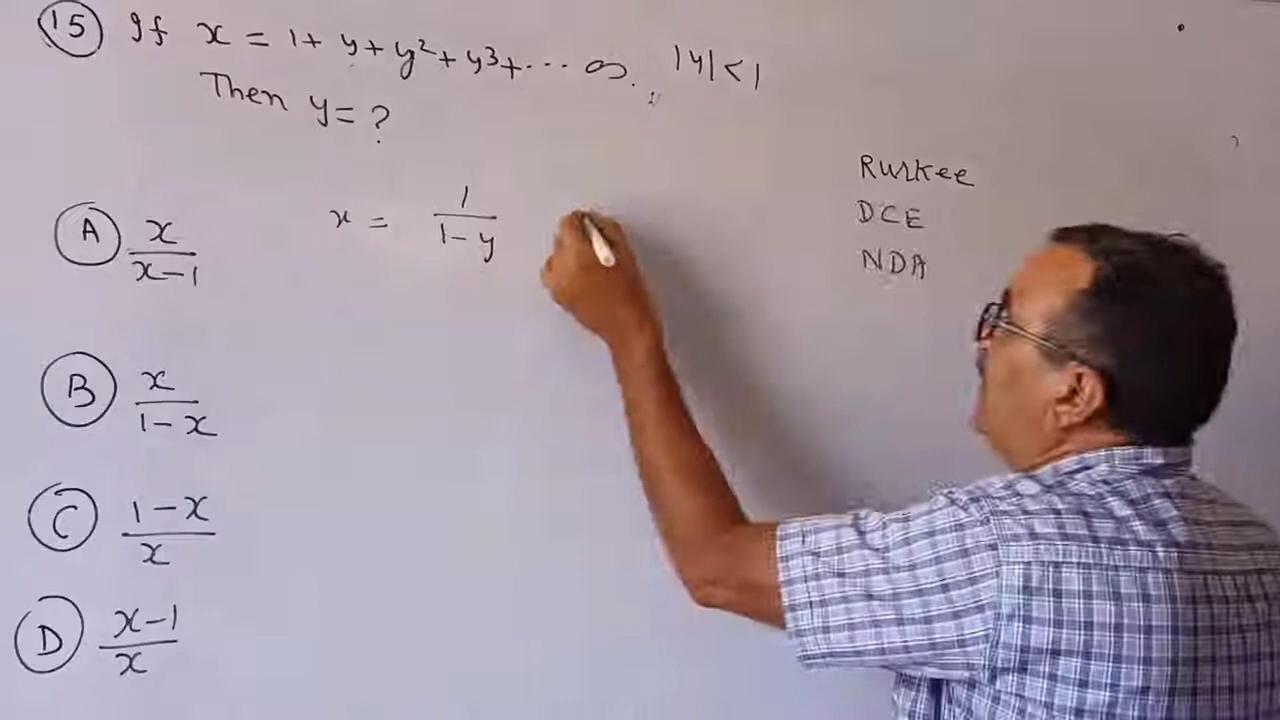 15 If x = 1 + y + y² + y³ + ... ∞, |y| < 1
Then y = ?
Rurkee
DCE
NDA
x = 1/(1-y)
A x/(x-1)
B x/(1-x)
C (1-x)/x
D (x-1)/x